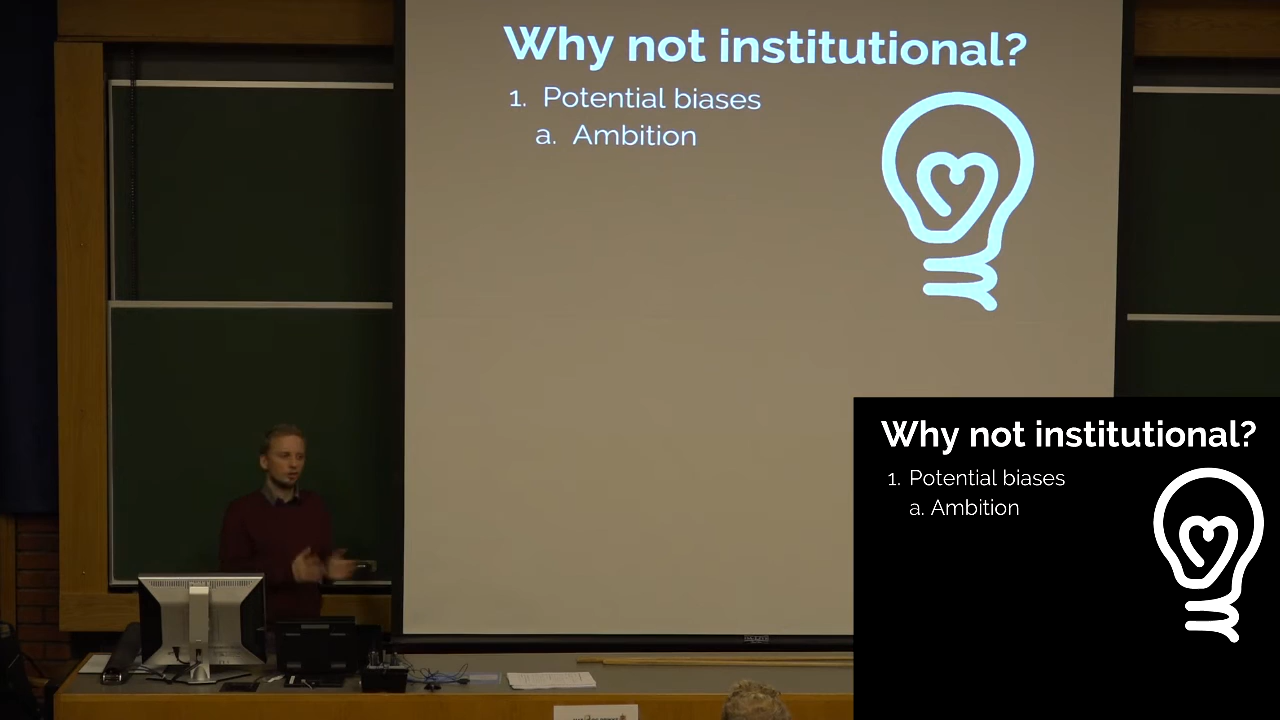 Why not institutional?
1. Potential biases
a. Ambition
Why not institutional?
1. Potential biases
a. Ambition